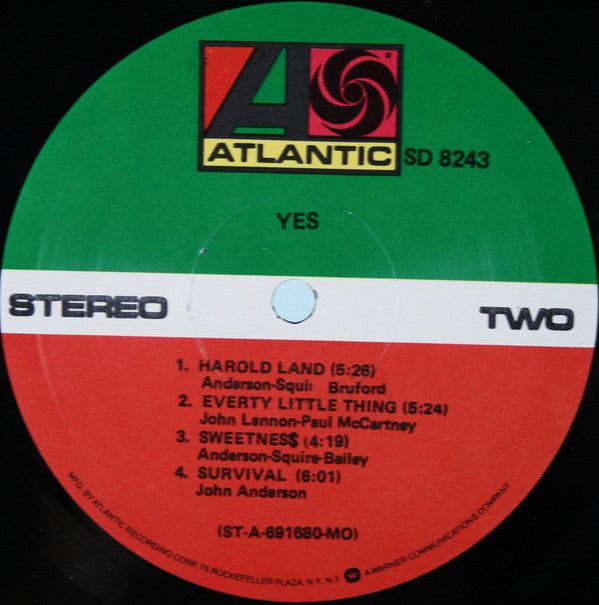 ATLANTIC SD 8243
YES
STEREO TWO
1. HAROLD LAND (5:26)
Anderson-Squi Bruford
2. EVERTY LITTLE THING (5:24)
John Lennon-Paul McCartney
3. SWEETNES$ (4:19)
Anderson-Squire-Bailey
4. SURVIVAL (6:01)
John Anderson
(ST-A-691680-MO)
MFG. BY ATLANTIC RECORDING CORP. 75 ROCKEFELLER PLAZA, N.Y. N.Y. A WARNER COMMUNICATIONS COMPANY